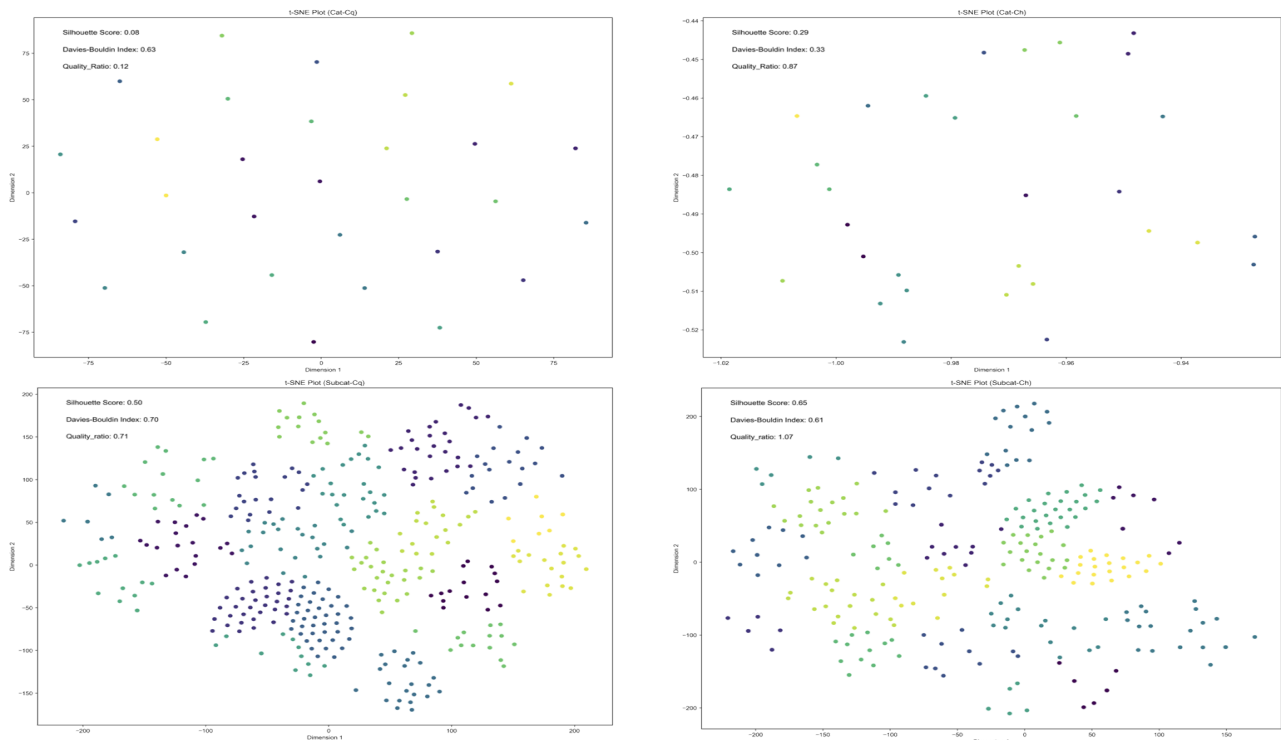 t-SNE Plot (Cat-Cq)
Silhouette Score: 0.08
Davies-Bouldin Index: 0.63
Quality_Ratio: 0.12
75
50
25
0
−25
−50
−75
Dimension 2
−75 −50 −25 0 25 50 75
Dimension 1
t-SNE Plot (Cat-Ch)
Silhouette Score: 0.29
Davies-Bouldin Index: 0.33
Quality_Ratio: 0.87
−0.44
−0.45
−0.46
−0.47
−0.48
−0.49
−0.50
−0.51
−0.52
Dimension 2
−1.02 −1.00 −0.98 −0.96 −0.94
Dimension 1
t-SNE Plot (Subcat-Cq)
Silhouette Score: 0.50
Davies-Bouldin Index: 0.70
Quality_ratio: 0.71
200
150
100
50
0
−50
−100
−150
Dimension 2
−200 −100 0 100 200
Dimension 1
t-SNE Plot (Subcat-Ch)
Silhouette Score: 0.65
Davies-Bouldin Index: 0.61
Quality_ratio: 1.07
200
100
0
−100
−200
Dimension 2
−200 −150 −100 −50 0 50 100 150